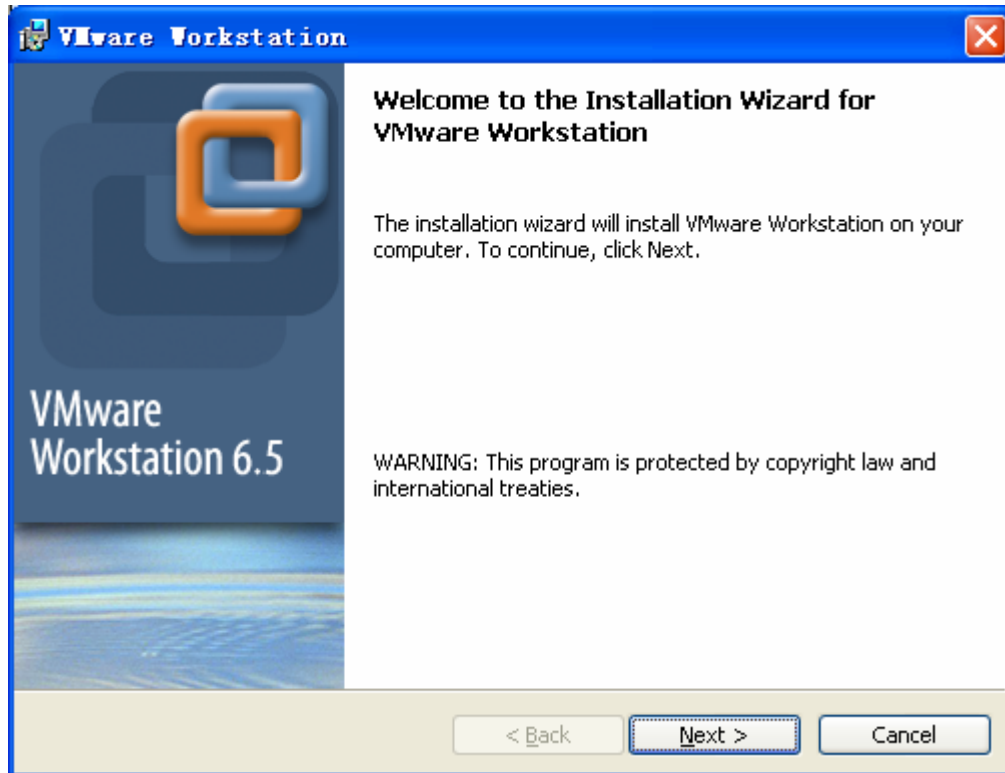 VMware Workstation
Welcome to the Installation Wizard for
VMware Workstation
The installation wizard will install VMware Workstation on your
computer. To continue, click Next.
VMware
Workstation 6.5
WARNING: This program is protected by copyright law and
international treaties.
< Back
Next >
Cancel